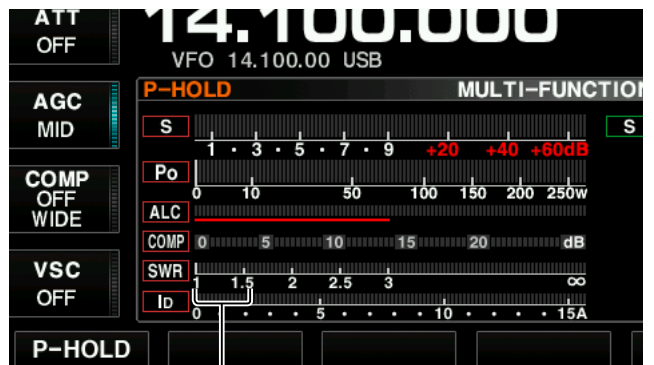 ATT
OFF
14.100.000
VFO 14.100.00 USB
AGC
MID
P-HOLD
MULTI-FUNCTION
S
1 · 3 · 5 · 7 · 9 +20 +40 +60dB
S
COMP
OFF
WIDE
Po
0 10 50 100 150 200 250W
ALC
COMP 0 5 10 15 20 dB
VSC
OFF
SWR
1 1.5 2 2.5 3 ∞
ID
0 · · · · 5 · · · · 10 · · · · 15A
P-HOLD